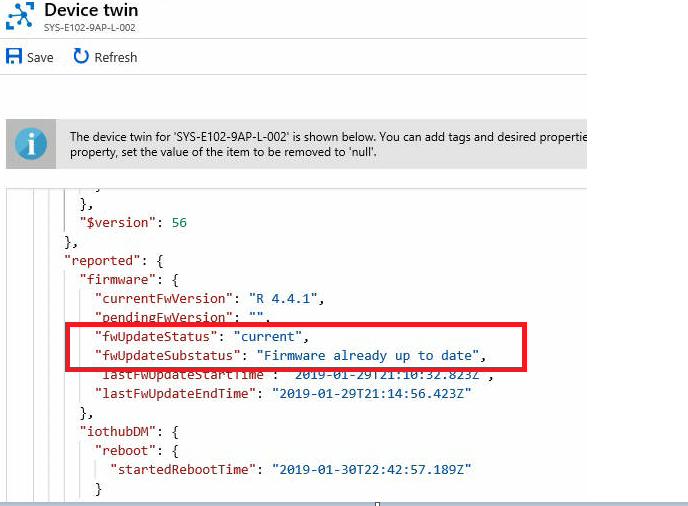 Device twin
SYS-E102-9AP-L-002
Save Refresh
The device twin for 'SYS-E102-9AP-L-002' is shown below. You can add tags and desired propertie
property, set the value of the item to be removed to 'null'.
},
"$version": 56
},
"reported": {
"firmware": {
"currentFwVersion": "R 4.4.1",
"pendingFwVersion": "",
"fwUpdateStatus": "current",
"fwUpdateSubstatus": "Firmware already up to date",
"lastFwUpdateStartTime": "2019-01-29T21:10:32.823Z",
"lastFwUpdateEndTime": "2019-01-29T21:14:56.423Z"
},
"iothubDM": {
"reboot": {
"startedRebootTime": "2019-01-30T22:42:57.189Z"
}